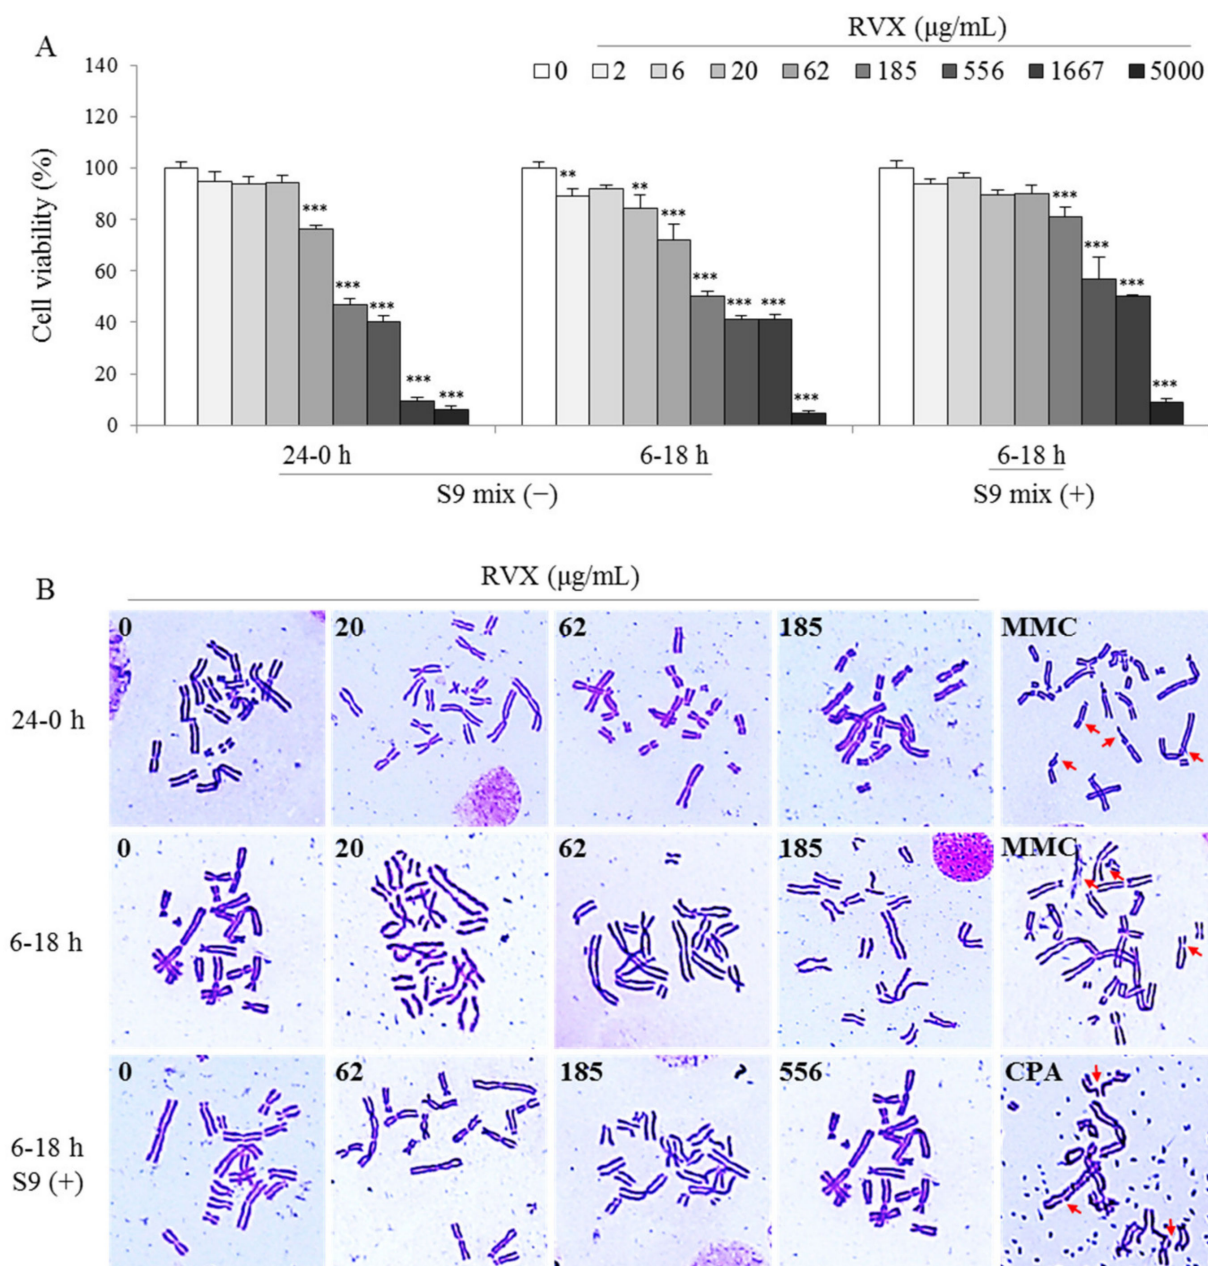 A
RVX (μg/mL)
0 2 6 20 62 185 556 1667 5000
Cell viability (%)
140
120
100
80
60
40
20
0
*** *** *** *** ***
** ** *** *** *** *** ***
*** *** *** ***
24-0 h 6-18 h 6-18 h
S9 mix (−) S9 mix (+)
B
RVX (μg/mL)
0 20 62 185 MMC
24-0 h
0 20 62 185 MMC
6-18 h
0 62 185 556 CPA
6-18 h
S9 (+)